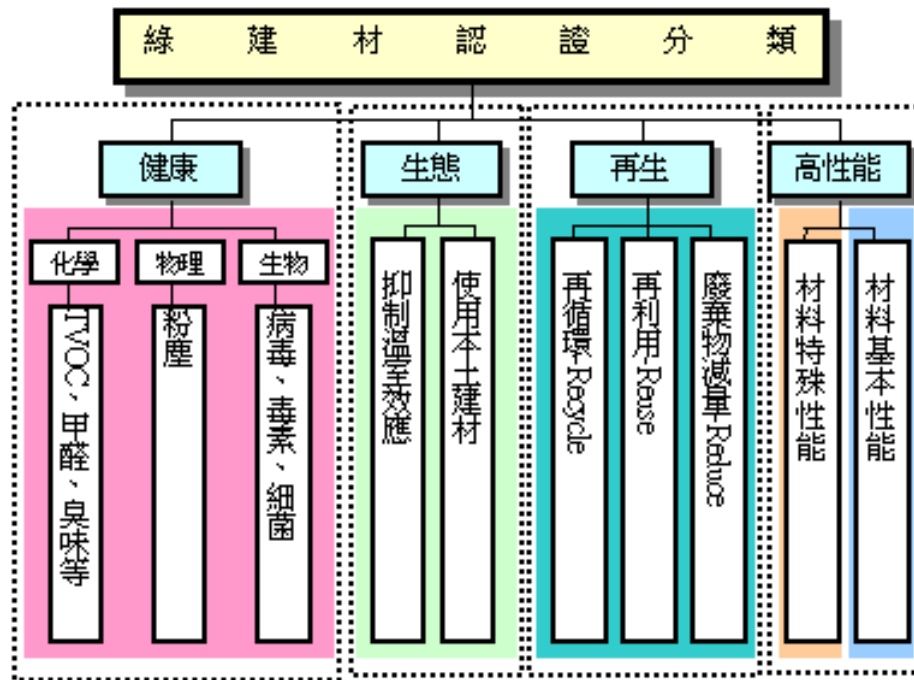 綠建材認證分類
健康
生態
再生
高性能
化學
物理
生物
TVOC、甲醛、臭味等
粉塵
病毒、毒素、細菌
抑制溫室效應
使用本土建材
再循環-Recycle
再利用-Reuse
廢棄物減量-Reduce
材料特殊性能
材料基本性能